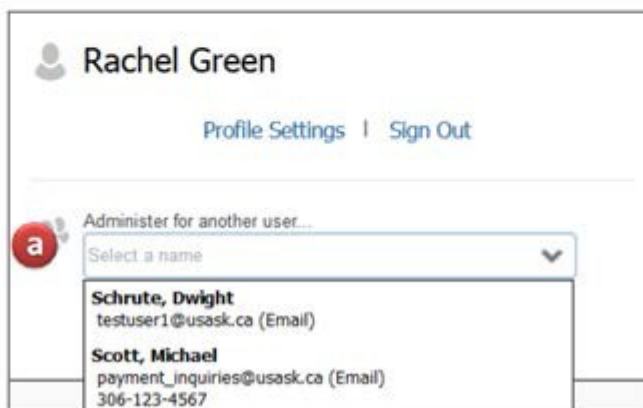 Rachel Green
Profile Settings | Sign Out
Administer for another user...
a
Select a name
Schrute, Dwight
testuser1@usask.ca (Email)
Scott, Michael
payment_inquiries@usask.ca (Email)
306-123-4567